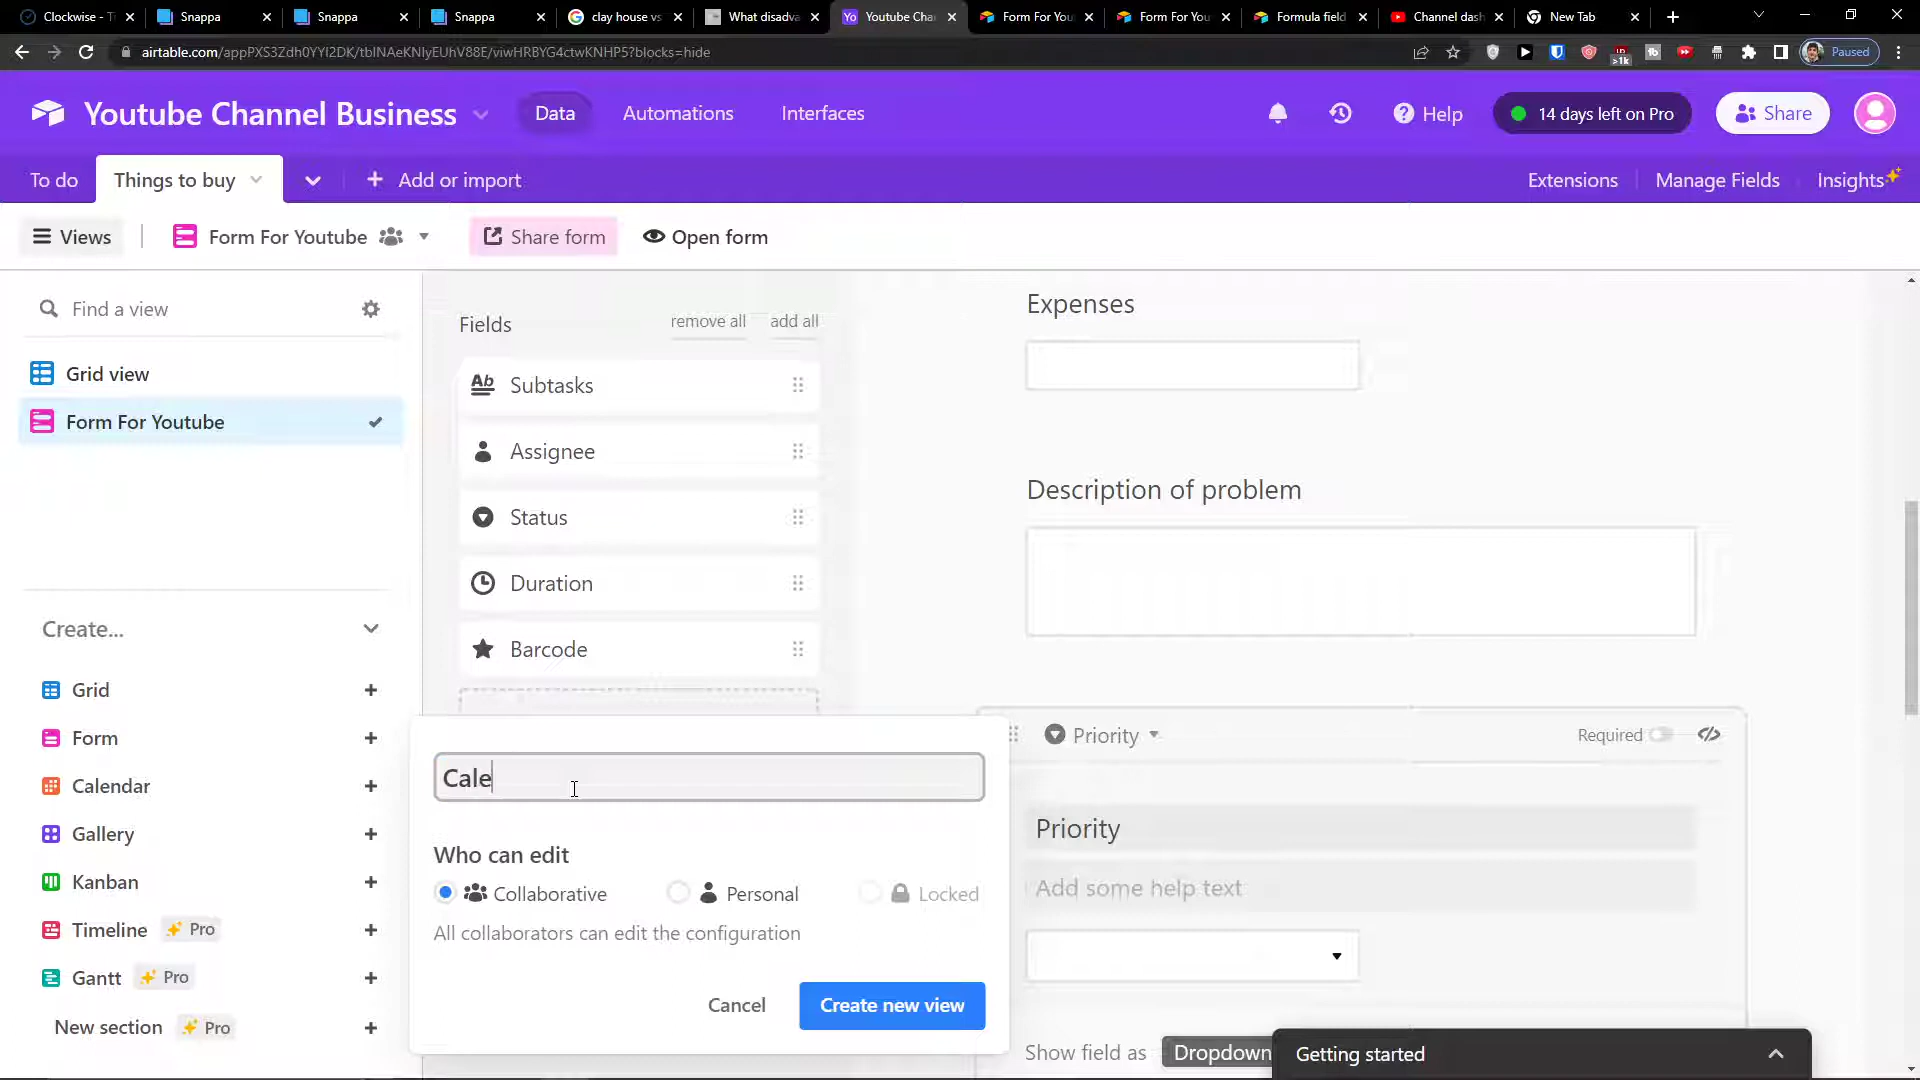 Clockwise - T
Snappa
Snappa
Snappa
clay house vs
What disadva
Youtube Cha
Form For You
Form For You
Formula field
Channel dash
New Tab
airtable.com/appPXS3Zdh0YYI2DK/tblNAeKNIyEUhV88E/viwHRBYG4ctwKNHP5?blocks=hide
>1k
Paused
Youtube Channel Business
Data
Automations
Interfaces
Help
14 days left on Pro
Share
To do
Things to buy
Add or import
Extensions
Manage Fields
Insights
Views
Form For Youtube
Share form
Open form
Find a view
Grid view
Form For Youtube
Create...
Grid
Form
Calendar
Gallery
Kanban
Timeline
Pro
Gantt
Pro
New section
Pro
Fields
remove all
add all
Subtasks
Assignee
Status
Duration
Barcode
Cale
Who can edit
Collaborative
Personal
Locked
All collaborators can edit the configuration
Cancel
Create new view
Expenses
Description of problem
Priority
Required
Priority
Add some help text
Show field as
Dropdown
Getting started